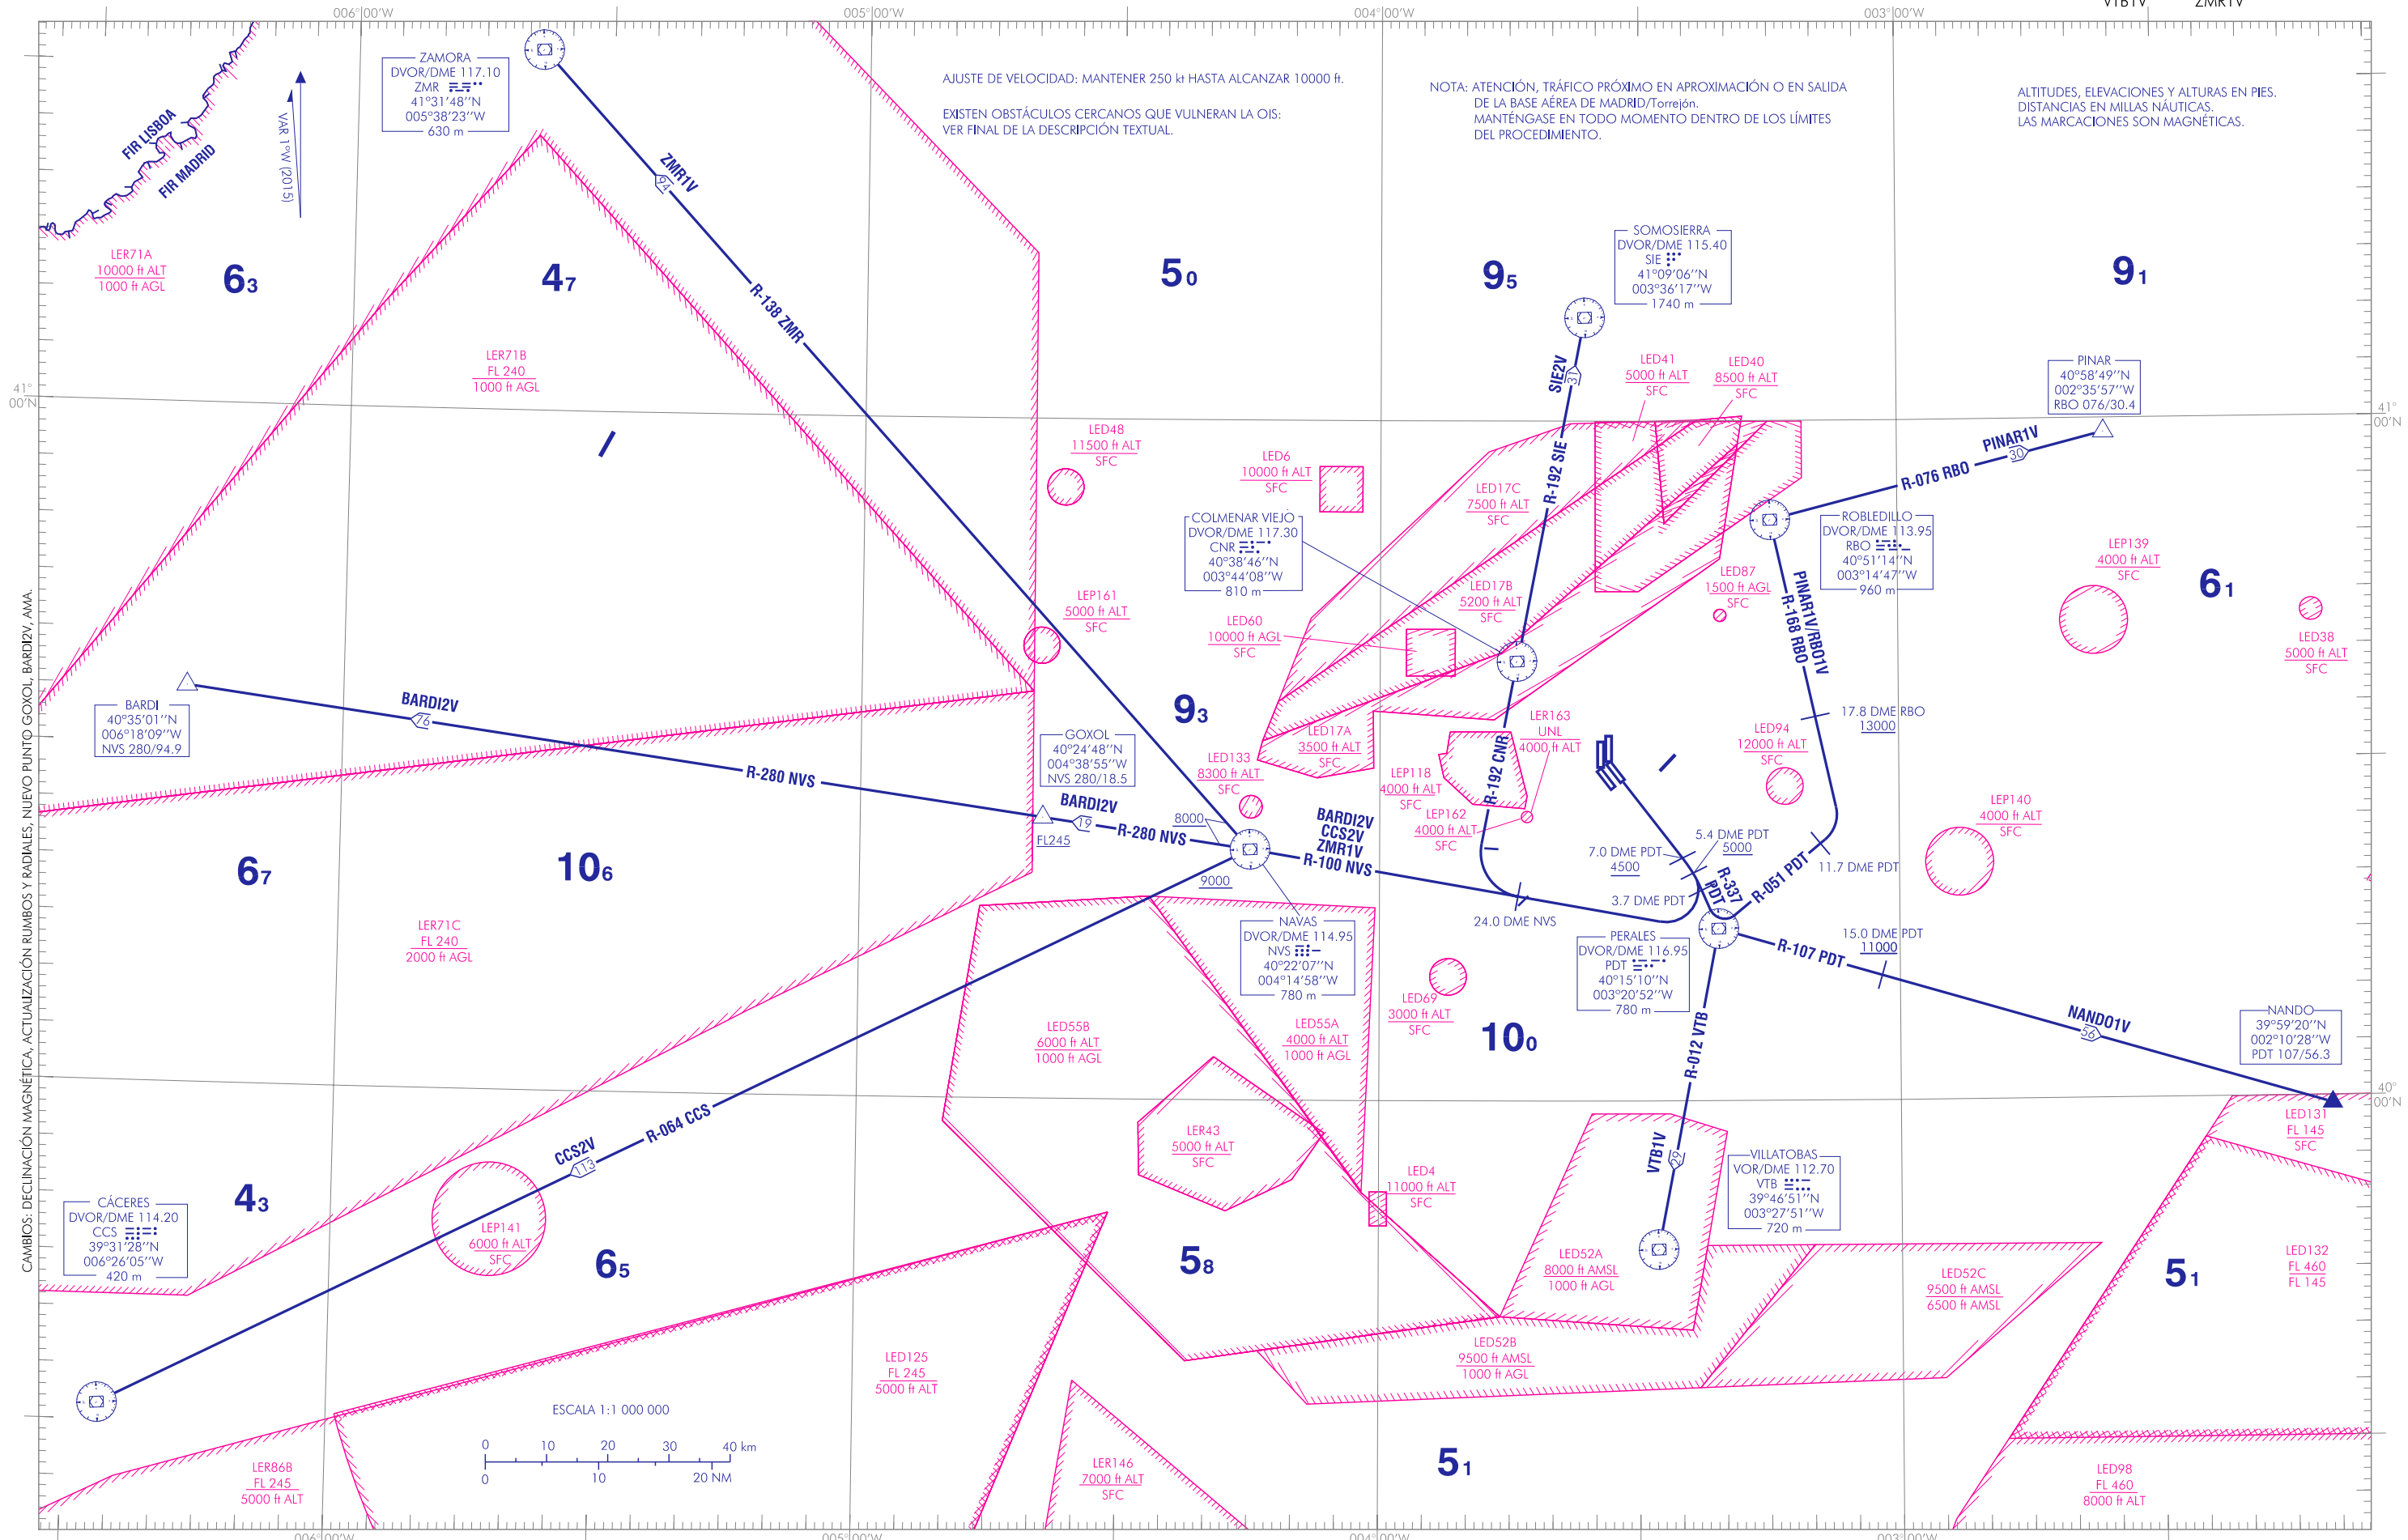 006°00'W
005°00'W
004°00'W
003°00'W
VTB1V ZMR1V
ZAMORA
DVOR/DME 117.10
ZMR
41°31'48''N
005°38'23''W
630 m
AJUSTE DE VELOCIDAD: MANTENER 250 kt HASTA ALCANZAR 10000 ft.
EXISTEN OBSTÁCULOS CERCANOS QUE VULNERAN LA OIS:
VER FINAL DE LA DESCRIPCIÓN TEXTUAL.
NOTA: ATENCIÓN, TRÁFICO PRÓXIMO EN APROXIMACIÓN O EN SALIDA
DE LA BASE AÉREA DE MADRID/Torrejón.
MANTÉNGASE EN TODO MOMENTO DENTRO DE LOS LÍMITES
DEL PROCEDIMIENTO.
ALTITUDES, ELEVACIONES Y ALTURAS EN PIES.
DISTANCIAS EN MILLAS NÁUTICAS.
LAS MARCACIONES SON MAGNÉTICAS.
FIR LISBOA
FIR MADRID
VAR 1°W (2015)
ZMR1V
94
R-138 ZMR
LER71A
10000 ft ALT
1000 ft AGL
63
47
50
95
91
SOMOSIERRA
DVOR/DME 115.40
SIE
41°09'06''N
003°36'17''W
1740 m
LER71B
FL 240
1000 ft AGL
SIE2V
31
R-192 SIE
LED41
5000 ft ALT
SFC
LED40
8500 ft ALT
SFC
PINAR
40°58'49''N
002°35'57''W
RBO 076/30.4
41°
00'N
41°
00'N
PINAR1V
30
R-076 RBO
LED48
11500 ft ALT
SFC
LED6
10000 ft ALT
SFC
LED17C
7500 ft ALT
SFC
COLMENAR VIEJO
DVOR/DME 117.30
CNR
40°38'46''N
003°44'08''W
810 m
ROBLEDILLO
DVOR/DME 113.95
RBO
40°51'14''N
003°14'47''W
960 m
LEP139
4000 ft ALT
SFC
61
LED17B
5200 ft ALT
SFC
LED87
1500 ft AGL
SFC
PINAR1V/RBO1V
R-168 RBO
LEP161
5000 ft ALT
SFC
LED60
10000 ft AGL
SFC
LED38
5000 ft ALT
SFC
BARDI
40°35'01''N
006°18'09''W
NVS 280/94.9
BARDI2V
76
R-280 NVS
93
17.8 DME RBO
13000
GOXOL
40°24'48''N
004°38'55''W
NVS 280/18.5
LED17A
3500 ft ALT
SFC
LER163
UNL
4000 ft ALT
LED94
12000 ft ALT
SFC
LED133
8300 ft ALT
SFC
LEP118
4000 ft ALT
SFC
R-192 CNR
LEP162
4000 ft ALT
SFC
LEP140
4000 ft ALT
SFC
BARDI2V
19
R-280 NVS
FL245
8000
9000
BARDI2V
CCS2V
ZMR1V
R-100 NVS
7.0 DME PDT
4500
5.4 DME PDT
5000
3.7 DME PDT
R-337
PDT
R-051 PDT
11.7 DME PDT
67
106
LER71C
FL 240
2000 ft AGL
24.0 DME NVS
NAVAS
DVOR/DME 114.95
NVS
40°22'07''N
004°14'58''W
780 m
PERALES
DVOR/DME 116.95
PDT
40°15'10''N
003°20'52''W
780 m
R-107 PDT
15.0 DME PDT
11000
LED69
3000 ft ALT
SFC
LED55B
6000 ft ALT
1000 ft AGL
LED55A
4000 ft ALT
1000 ft AGL
100
NANDO1V
56
NANDO
39°59'20''N
002°10'28''W
PDT 107/56.3
R-012 VTB
40°
00'N
LER43
5000 ft ALT
SFC
CCS2V
113
R-064 CCS
LED131
FL 145
SFC
VTB1V
29
VILLATOBAS
VOR/DME 112.70
VTB
39°46'51''N
003°27'51''W
720 m
LED4
11000 ft ALT
SFC
43
CÁCERES
DVOR/DME 114.20
CCS
39°31'28''N
006°26'05''W
420 m
LEP141
6000 ft ALT
SFC
65
58
LED52A
8000 ft AMSL
1000 ft AGL
LED52C
9500 ft AMSL
6500 ft AMSL
51
LED132
FL 460
FL 145
LED125
FL 245
5000 ft ALT
LED52B
9500 ft AMSL
1000 ft AGL
ESCALA 1:1 000 000
0 10 20 30 40 km
0 10 20 NM
LER86B
FL 245
5000 ft ALT
LER146
7000 ft ALT
SFC
51
LED98
FL 460
8000 ft ALT
006°00'W
005°00'W
004°00'W
003°00'W
CAMBIOS: DECLINACIÓN MAGNÉTICA, ACTUALIZACIÓN RUMBOS Y RADIALES, NUEVO PUNTO GOXOL, BARDI2V, AMA.